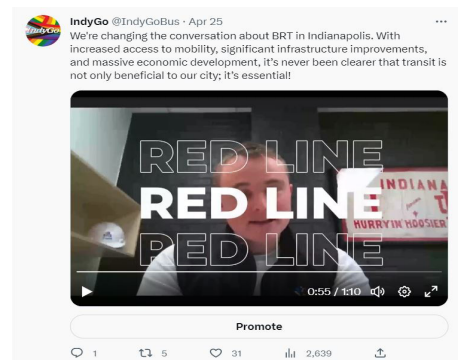 IndyGo @IndyGoBus · Apr 25
We're changing the conversation about BRT in Indianapolis. With
increased access to mobility, significant infrastructure improvements,
and massive economic development, it's never been clearer that transit is
not only beneficial to our city; it's essential!
RED LINE
RED LINE
RED LINE
INDIANA
HURRYIN HOOSIER
0:55 / 1:10
Promote
1 5 31 2,639